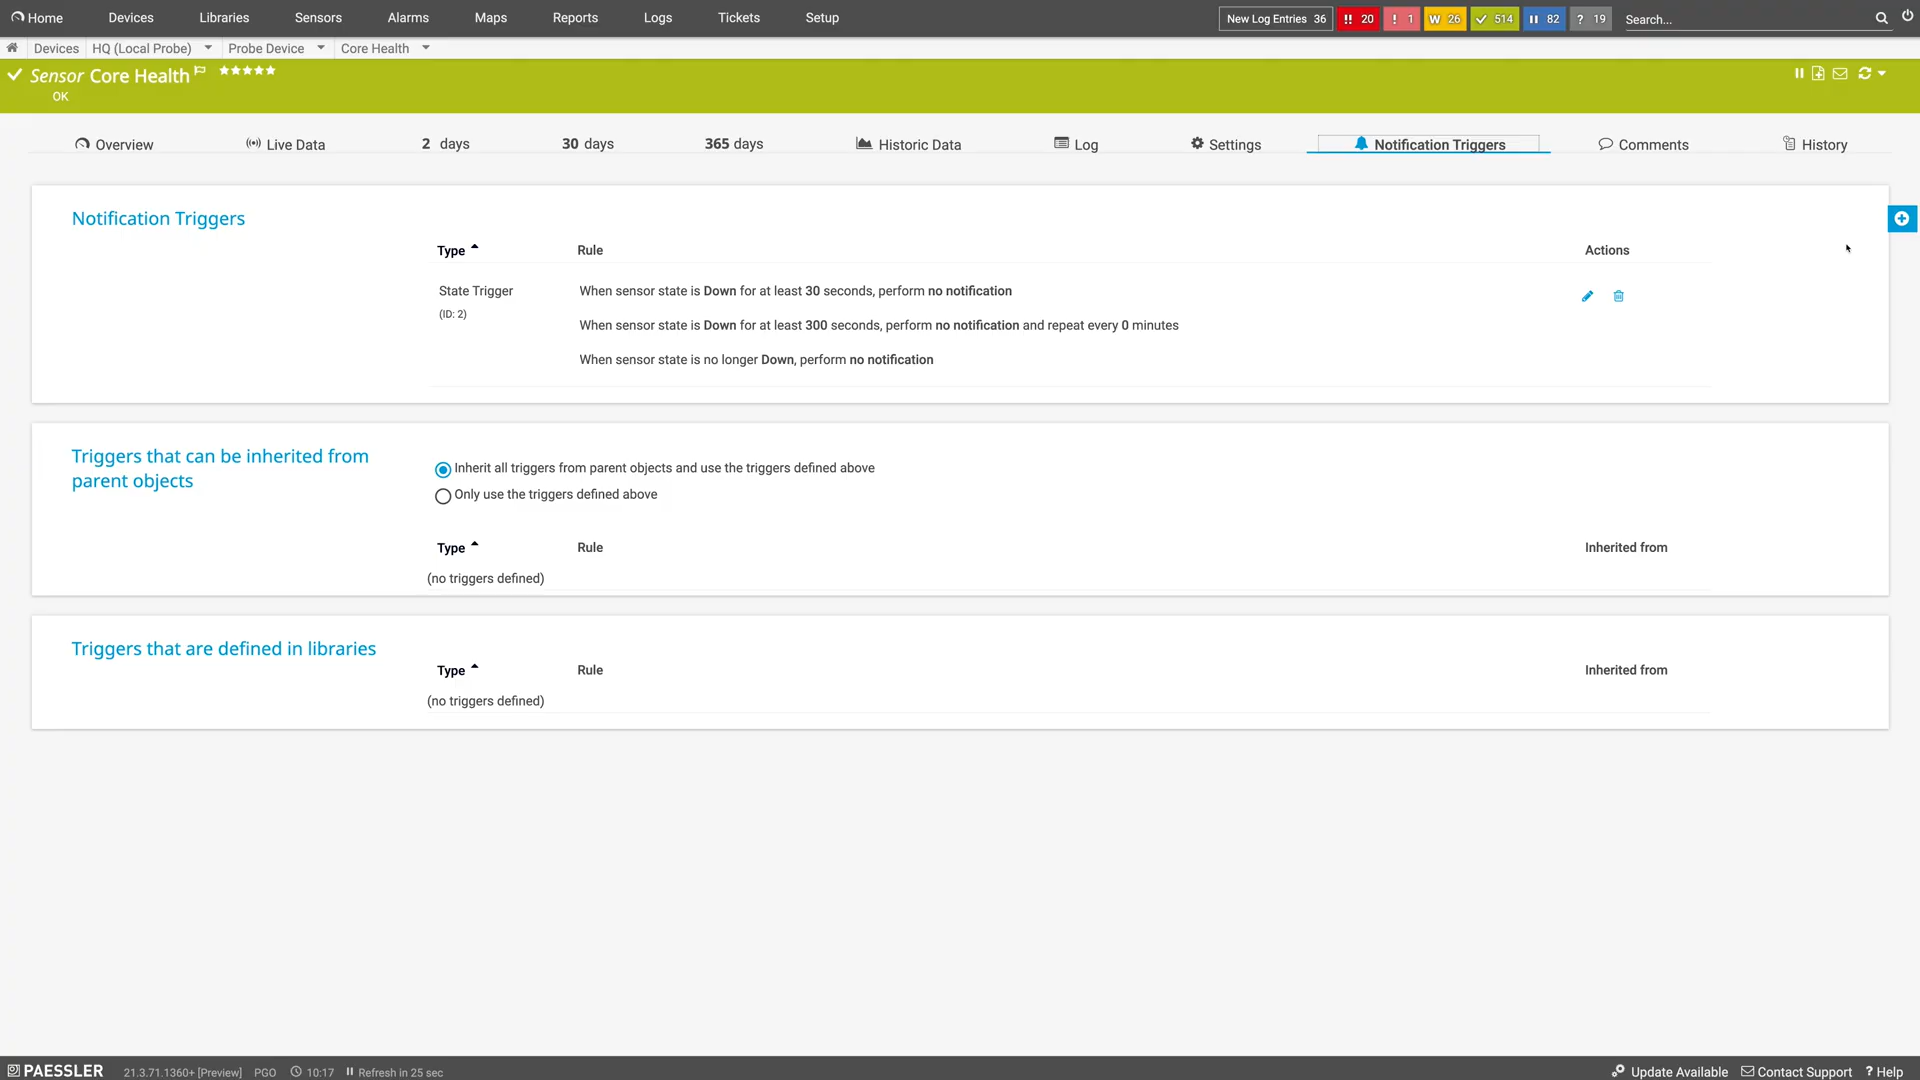 Home Devices Libraries Sensors Alarms Maps Reports Logs Tickets Setup New Log Entries 36 !! 20 ! 1 W 26 514 82 ? 19 Search...
Devices HQ (Local Probe) Probe Device Core Health
Sensor Core Health
OK
Overview Live Data 2 days 30 days 365 days Historic Data Log Settings Notification Triggers Comments History
Notification Triggers
Type Rule Actions
State Trigger When sensor state is Down for at least 30 seconds, perform no notification
(ID: 2)
When sensor state is Down for at least 300 seconds, perform no notification and repeat every 0 minutes
When sensor state is no longer Down, perform no notification
Triggers that can be inherited from
parent objects
Inherit all triggers from parent objects and use the triggers defined above
Only use the triggers defined above
Type Rule Inherited from
(no triggers defined)
Triggers that are defined in libraries
Type Rule Inherited from
(no triggers defined)
PAESSLER 21.3.71.1360+ [Preview] PGO 10:17 Refresh in 25 sec Update Available Contact Support ? Help